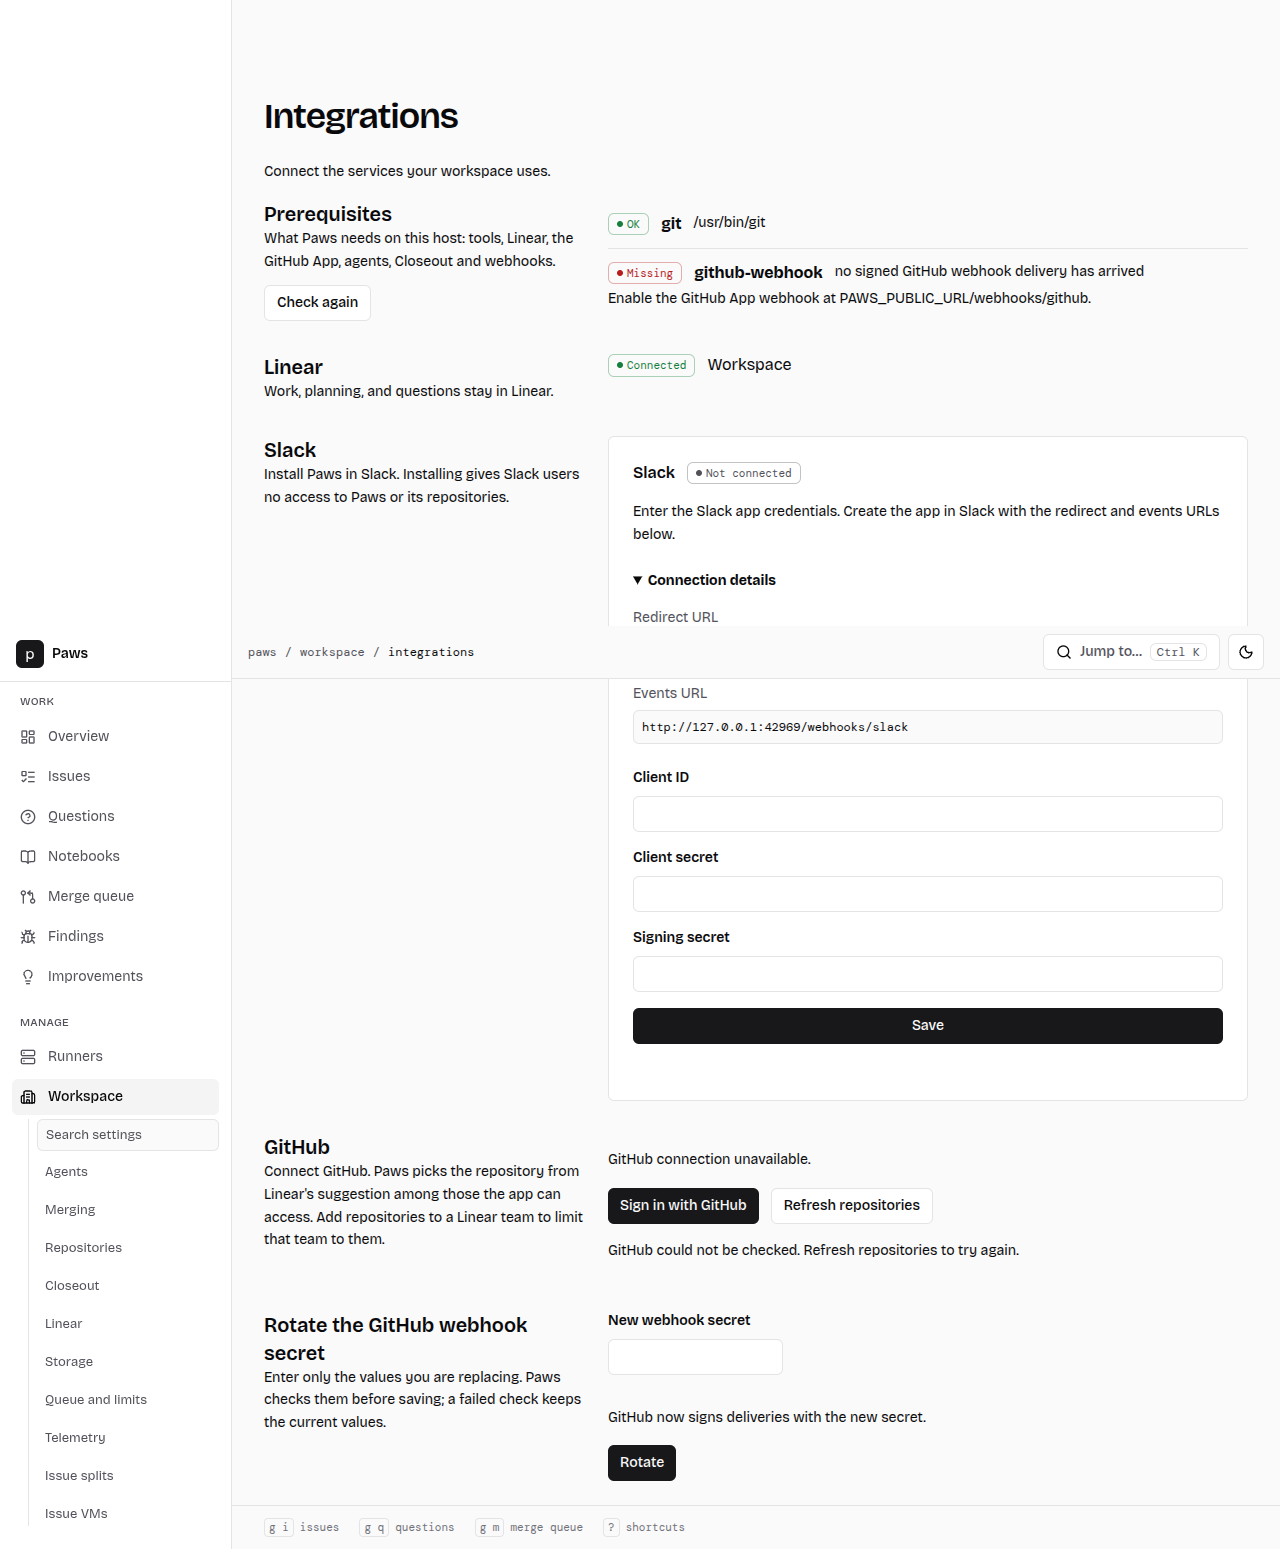 Integrations
Connect the services your workspace uses.
Prerequisites
What Paws needs on this host: tools, Linear, the
GitHub App, agents, Closeout and webhooks.
Check again
OK git /usr/bin/git
Missing github-webhook no signed GitHub webhook delivery has arrived
Enable the GitHub App webhook at PAWS_PUBLIC_URL/webhooks/github.
Linear
Work, planning, and questions stay in Linear.
Connected Workspace
Slack
Install Paws in Slack. Installing gives Slack users
no access to Paws or its repositories.
Slack Not connected
Enter the Slack app credentials. Create the app in Slack with the redirect and events URLs
below.
Connection details
Redirect URL
p Paws
paws / workspace / integrations
Jump to... Ctrl K
WORK
Overview
Issues
Questions
Notebooks
Merge queue
Findings
Improvements
MANAGE
Runners
Workspace
Search settings
Agents
Merging
Repositories
Closeout
Linear
Storage
Queue and limits
Telemetry
Issue splits
Issue VMs
Events URL
http://127.0.0.1:42969/webhooks/slack
Client ID
Client secret
Signing secret
Save
GitHub
Connect GitHub. Paws picks the repository from
Linear's suggestion among those the app can
access. Add repositories to a Linear team to limit
that team to them.
GitHub connection unavailable.
Sign in with GitHub Refresh repositories
GitHub could not be checked. Refresh repositories to try again.
Rotate the GitHub webhook
secret
Enter only the values you are replacing. Paws
checks them before saving; a failed check keeps
the current values.
New webhook secret
GitHub now signs deliveries with the new secret.
Rotate
g i issues g q questions g m merge queue ? shortcuts